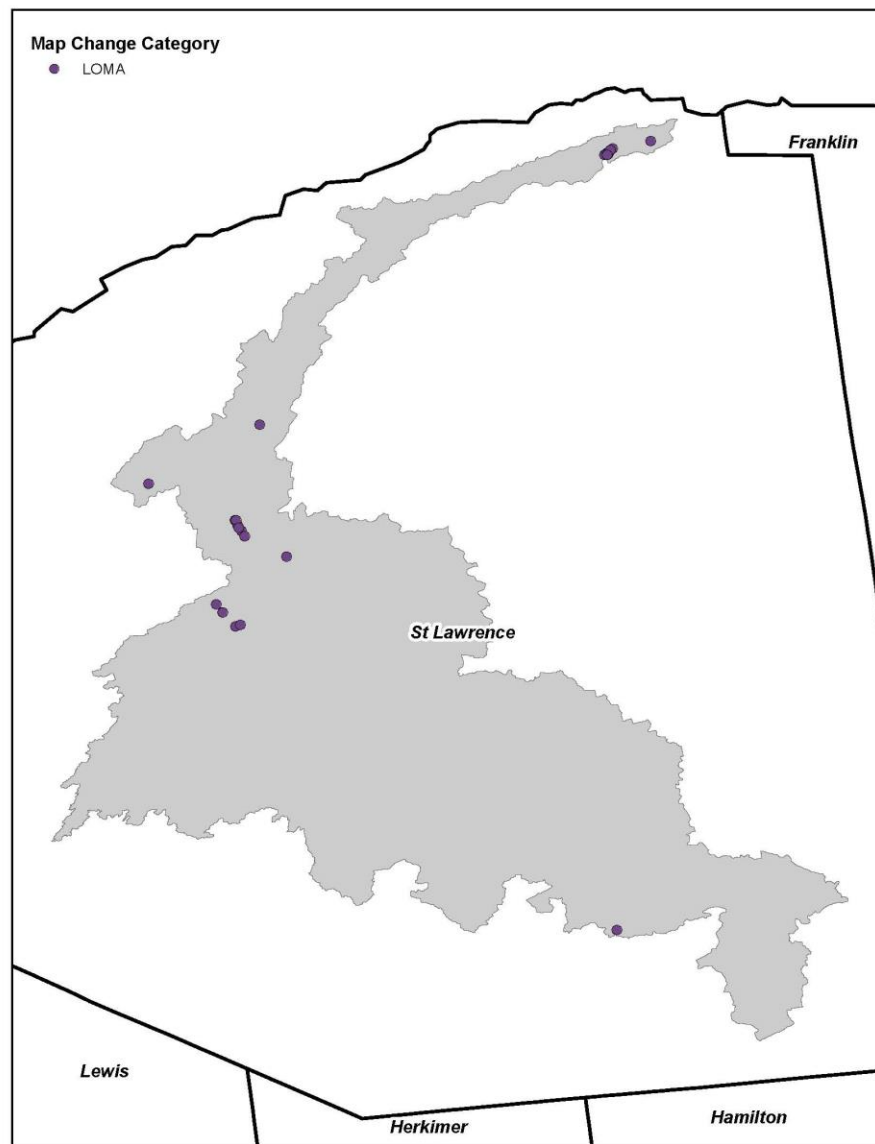 Map Change Category
LOMA
Franklin
St Lawrence
Lewis
Herkimer
Hamilton